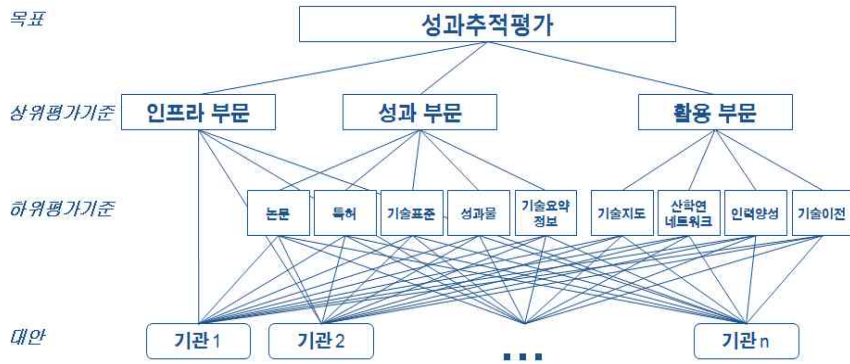 목표
성과추적평가
상위평가기준
인프라 부문
성과 부문
활용 부문
하위평가기준
논문
특허
기술표준
성과물
기술요약
정보
기술지도
산학연
네트워크
인력양성
기술이전
대안
기관 1
기관 2
...
기관 n